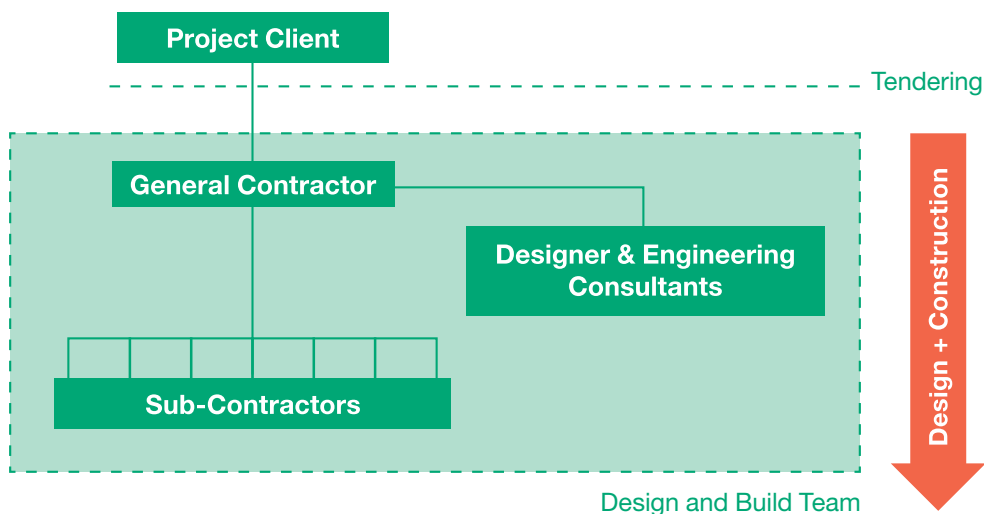 Project Client
Tendering
General Contractor
Designer & Engineering
Consultants
Sub-Contractors
Design + Construction
Design and Build Team